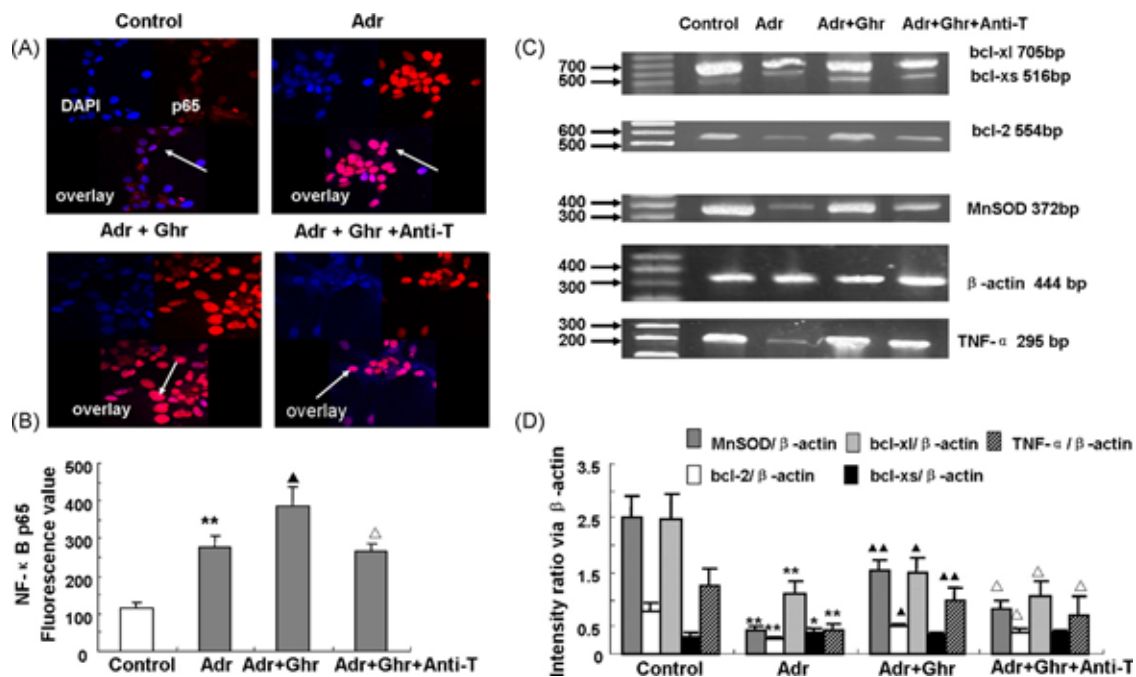 (A)
Control
Adr
DAPI
p65
overlay
overlay
Adr + Ghr
Adr + Ghr +Anti-T
overlay
overlay
(B)
NF-κB p65
Fluorescence value
500
400
300
200
100
0
**
▲
△
Control
Adr
Adr+Ghr
Adr+Ghr+Anti-T
(C)
Control
Adr
Adr+Ghr
Adr+Ghr+Anti-T
700
500
bcl-xl 705bp
bcl-xs 516bp
600
500
bcl-2 554bp
400
300
MnSOD 372bp
400
300
β-actin 444 bp
300
200
TNF-α 295 bp
(D)
MnSOD/β-actin
bcl-xl/β-actin
TNF-α/β-actin
bcl-2/β-actin
bcl-xs/β-actin
Intensity ratio via β-actin
3.5
2.5
1.5
0.5
0
** ** ** * **
▲▲ ▲ ▲ ▲▲
△ △ △ △
Control
Adr
Adr+Ghr
Adr+Ghr+Anti-T